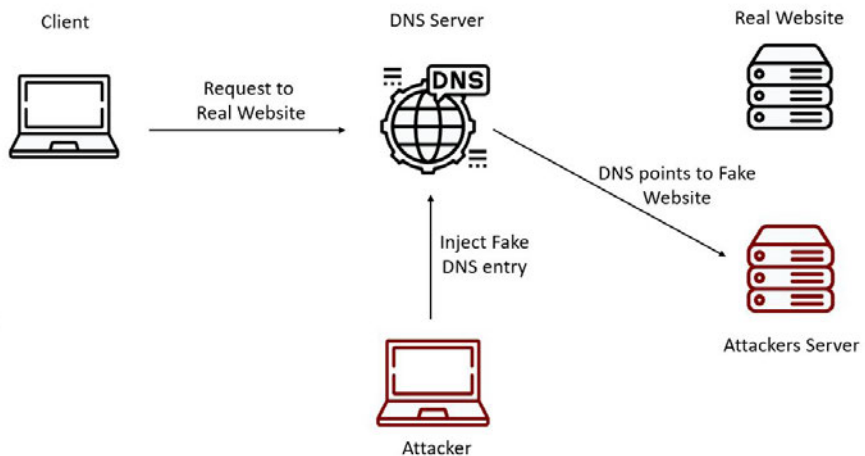 Client
DNS Server
Real Website
DNS
Request to
Real Website
DNS points to Fake
Website
Inject Fake
DNS entry
Attackers Server
Attacker